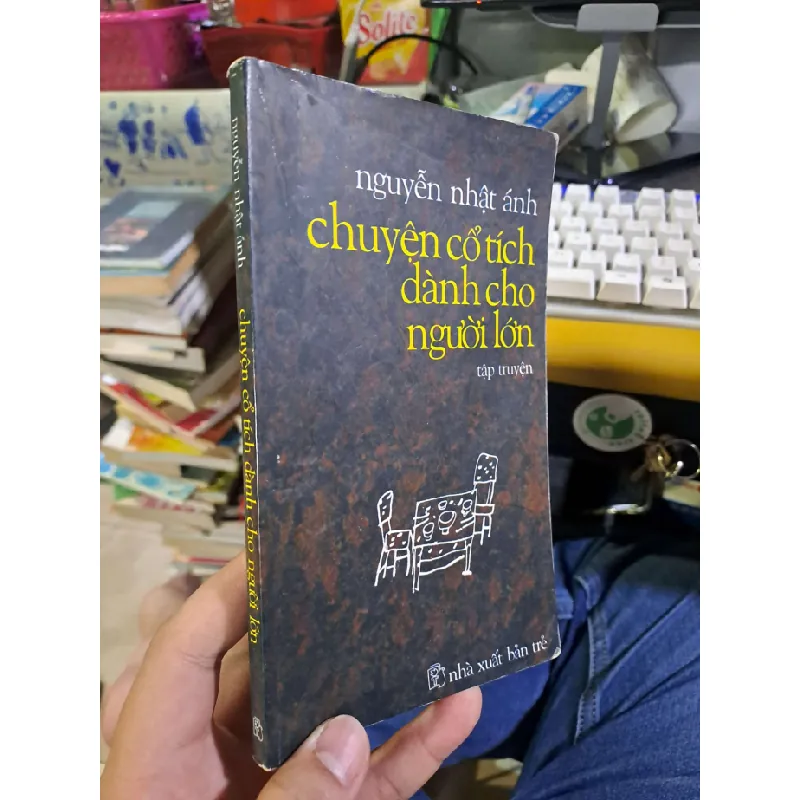 Solite
nguyễn nhật ánh
chuyện cổ tích
dành cho
người lớn
tập truyện
nhà xuất bản trẻ
nguyễn nhật ánh chuyện cổ tích dành cho người lớn